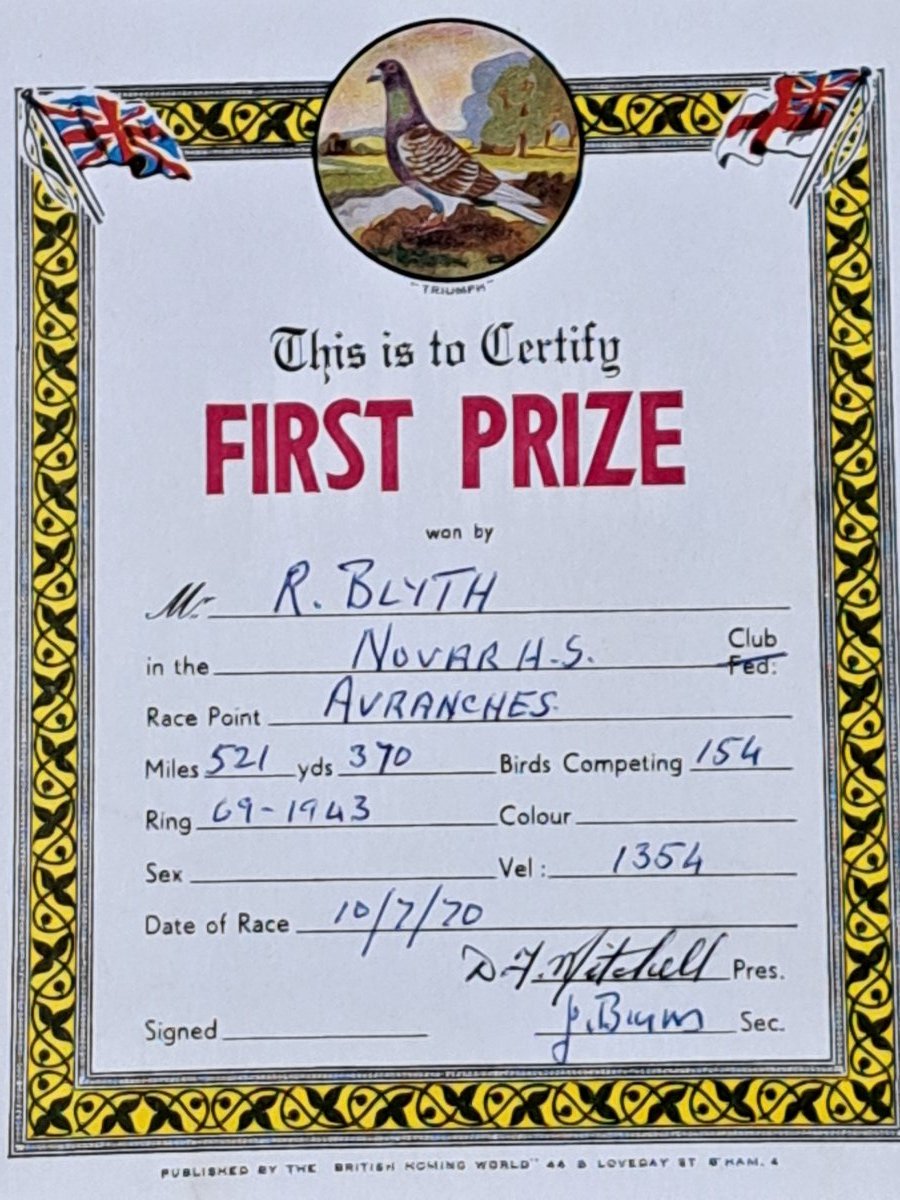 "TRIUMPH"
This is to Certify
FIRST PRIZE
won by
Mr R. BLYTH
in the NOVAR H.S. Club
Fed:
Race Point AVRANCHES.
Miles 521 yds 370 Birds Competing 154
Ring 69-1943 Colour
Sex Vel: 1354
Date of Race 10/7/70
D.F. Mitchell Pres.
Signed J. Sec.
PUBLISHED BY THE "BRITISH HOMING WORLD" 44 B LOVEDAY ST B'HAM. 4